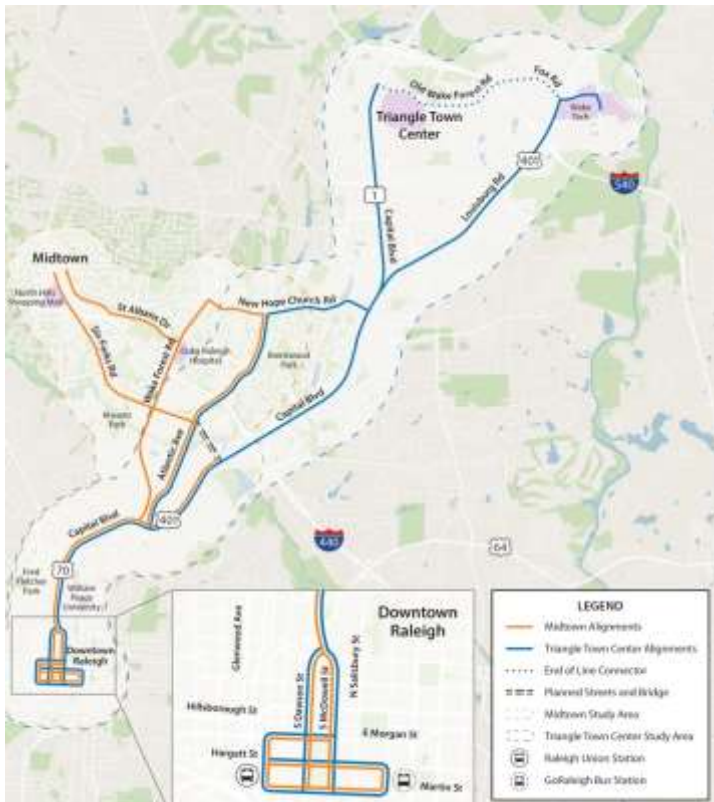 Old Wake Forest Rd
Fox Rd
Triangle Town
Center
Wake
Tech
401
540
1
Capital Blvd
Louisburg Rd
Midtown
North Hills
Shopping Mall
St Albans Dr
New Hope Church Rd
Six Forks Rd
Wake Forest Rd
Duke Raleigh
Hospital
Brentwood
Park
Capital Blvd
Atlantic Ave
Capital Blvd
401
440
64
70
Fred
Fletcher
Park
William
Peace
University
Downtown
Raleigh
Downtown
Raleigh
Glenwood Ave
N Salisbury St
S Dawson St
S McDowell St
Hillsborough St
E Morgan St
Hargett St
Martin St
LEGEND
Midtown Alignments
Triangle Town Center Alignments
End of Line Connector
Planned Streets and Bridge
Midtown Study Area
Triangle Town Center Study Area
Raleigh Union Station
GoRaleigh Bus Station